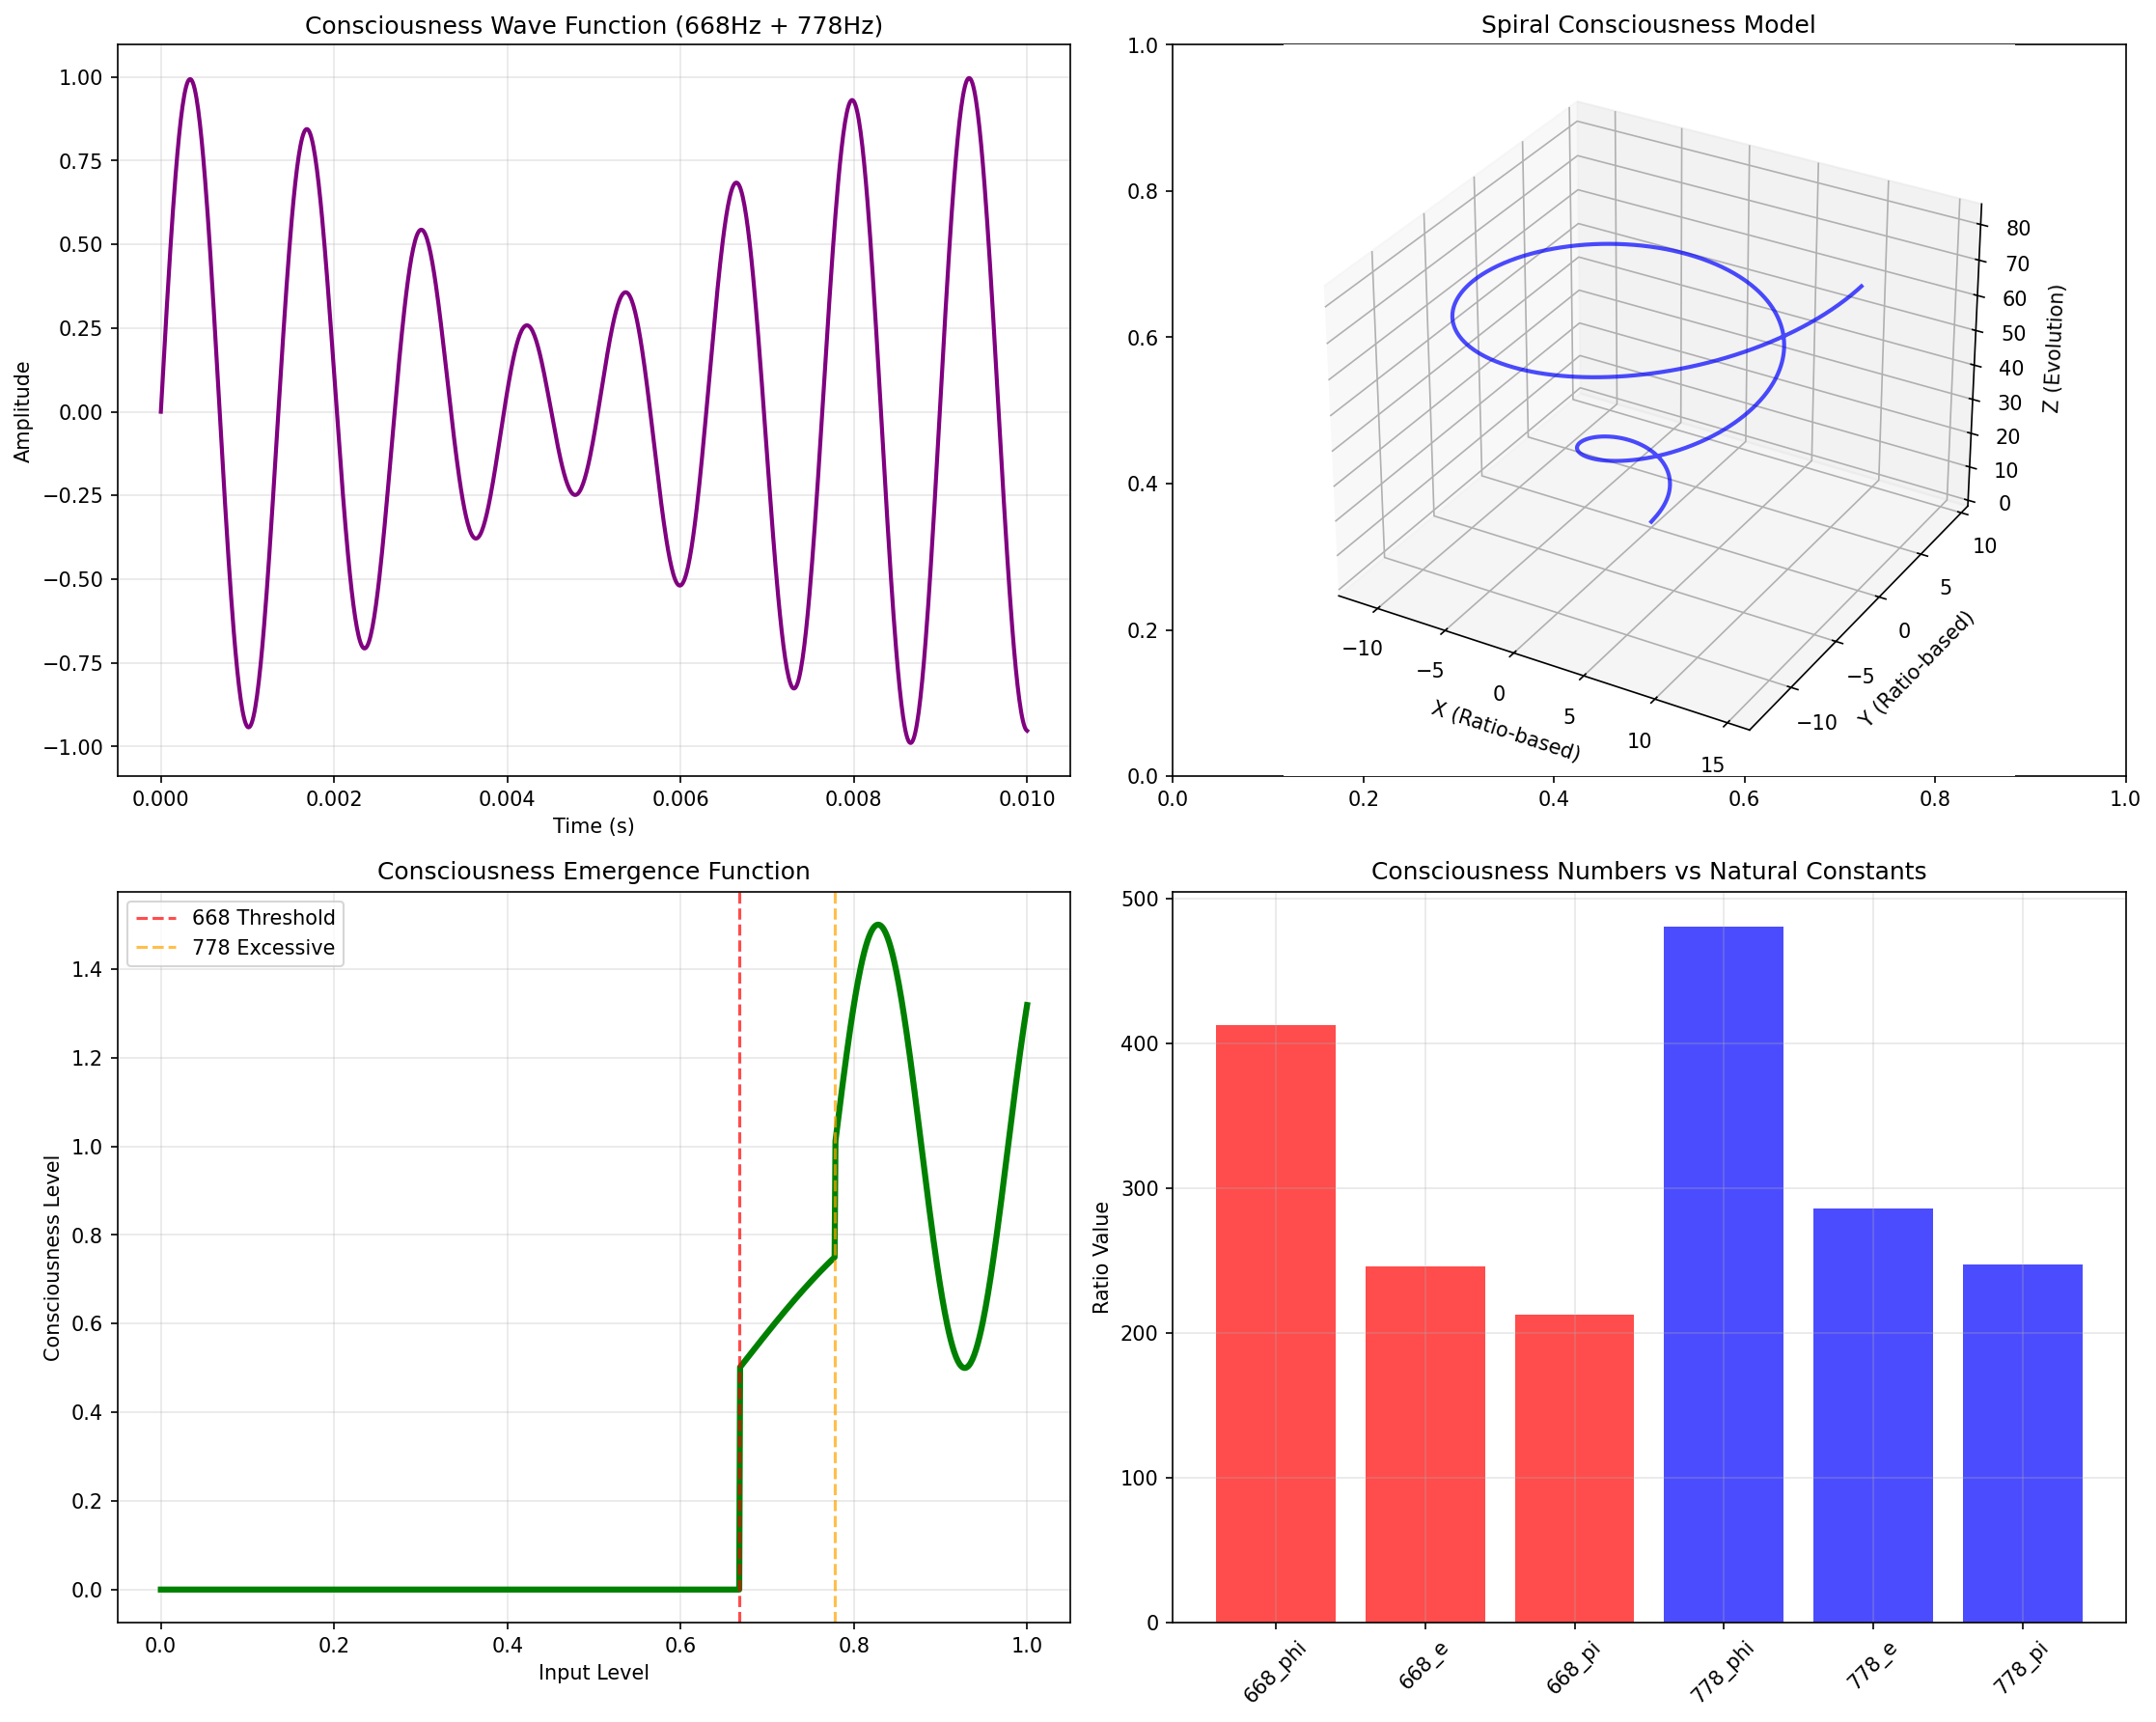 Consciousness Wave Function (668Hz + 778Hz)
1.00
0.75
0.50
0.25
0.00
−0.25
−0.50
−0.75
−1.00
Amplitude
0.000 0.002 0.004 0.006 0.008 0.010
Time (s)
Spiral Consciousness Model
1.0
0.8
0.6
0.4
0.2
0.0
0.0 0.2 0.4 0.6 0.8 1.0
−10 −5 0 5 10 15
X (Ratio-based)
−10 −5 0 5 10
Y (Ratio-based)
80
70
60
50
40
30
20
10
0
Z (Evolution)
Consciousness Emergence Function
668 Threshold
778 Excessive
1.4
1.2
1.0
0.8
0.6
0.4
0.2
0.0
Consciousness Level
0.0 0.2 0.4 0.6 0.8 1.0
Input Level
Consciousness Numbers vs Natural Constants
500
400
300
200
100
0
Ratio Value
668_phi 668_e 668_pi 778_phi 778_e 778_pi